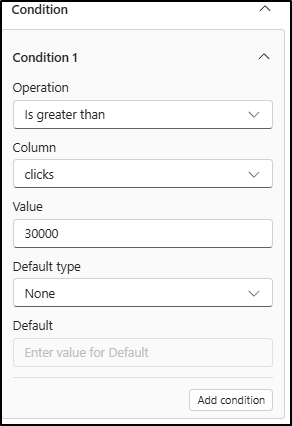 Condition
Condition 1
Operation
Is greater than
Column
clicks
Value
30000
Default type
None
Default
Enter value for Default
Add condition